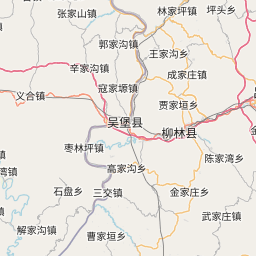 张家山镇
林家坪镇
坪头乡
郭家沟镇
王家沟乡
辛家沟镇
成家庄镇
义合镇
寇家塬镇
贾家垣乡
吴堡县
柳林县
枣林坪镇
陈家湾乡
高家沟乡
石盘乡
三交镇
金家庄乡
湾镇
武家庄镇
解家沟镇
曹家垣乡